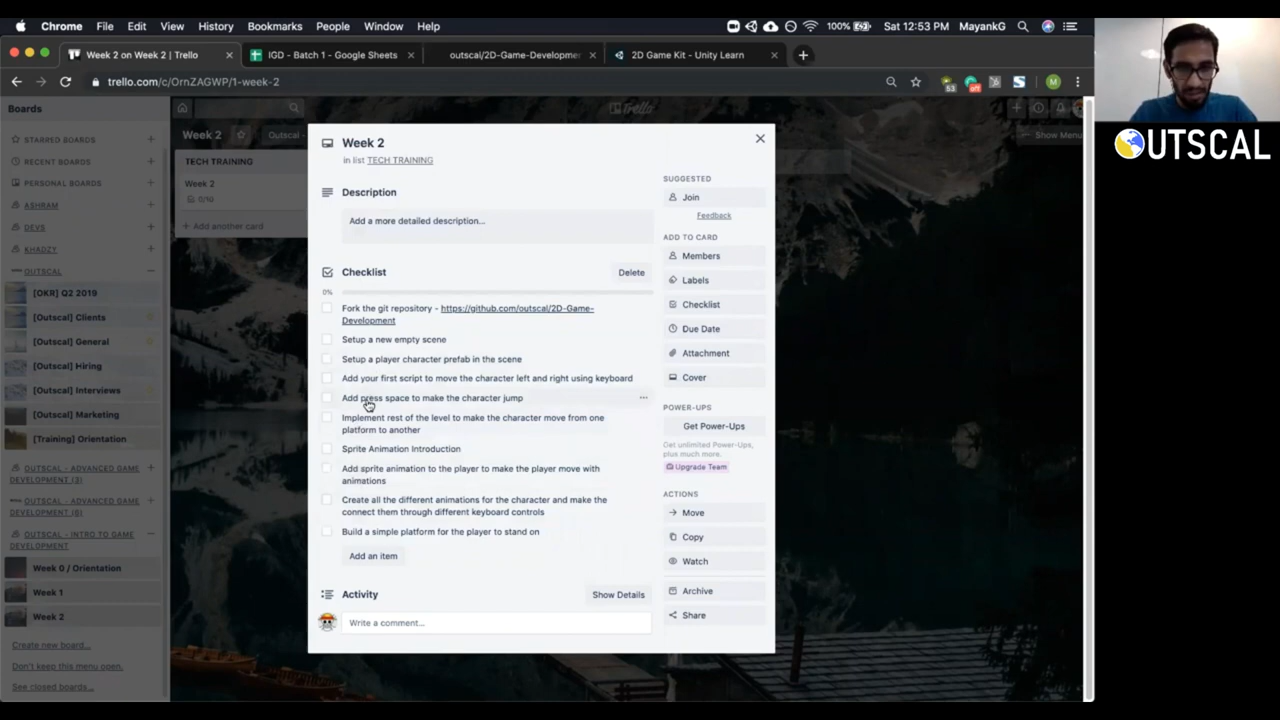 Chrome File Edit View History Bookmarks People Window Help
100% Sat 12:53 PM MayankG
Week 2 on Week 2 | Trello
IGD - Batch 1 - Google Sheets
outscal/2D-Game-Developmen
2D Game Kit - Unity Learn
trello.com/c/OrnZAGWP/1-week-2
53
off
S
M
OUTSCAL
Boards
Trello
Week 2
Outscal -
Show Menu
STARRED BOARDS
RECENT BOARDS
PERSONAL BOARDS
ASHRAM
DEVS
KHADZY
OUTSCAL
[OKR] Q2 2019
[Outscal] Clients
[Outscal] General
[Outscal] Hiring
[Outscal] Interviews
[Outscal] Marketing
[Training] Orientation
OUTSCAL - ADVANCED GAME
DEVELOPMENT (3)
OUTSCAL - ADVANCED GAME
DEVELOPMENT (8)
OUTSCAL - INTRO TO GAME
DEVELOPMENT
Week 0 / Orientation
Week 1
Week 2
Create new board...
Don't keep this menu open.
See closed boards...
TECH TRAINING
Week 2
0/10
+ Add another card
Week 2
in list TECH TRAINING
Description
Add a more detailed description...
Checklist
Delete
0%
Fork the git repository - https://github.com/outscal/2D-Game-
Development
Setup a new empty scene
Setup a player character prefab in the scene
Add your first script to move the character left and right using keyboard
Add press space to make the character jump
Implement rest of the level to make the character move from one
platform to another
Sprite Animation Introduction
Add sprite animation to the player to make the player move with
animations
Create all the different animations for the character and make the
connect them through different keyboard controls
Build a simple platform for the player to stand on
Add an item
Activity
Show Details
Write a comment...
SUGGESTED
Join
Feedback
ADD TO CARD
Members
Labels
Checklist
Due Date
Attachment
Cover
POWER-UPS
Get Power-Ups
Get unlimited Power-Ups,
plus much more.
Upgrade Team
ACTIONS
Move
Copy
Watch
Archive
Share